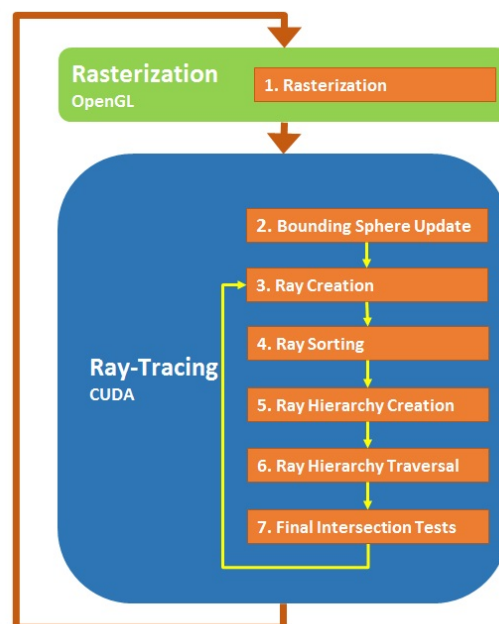 Rasterization
OpenGL
1. Rasterization
2. Bounding Sphere Update
3. Ray Creation
4. Ray Sorting
Ray-Tracing
CUDA
5. Ray Hierarchy Creation
6. Ray Hierarchy Traversal
7. Final Intersection Tests